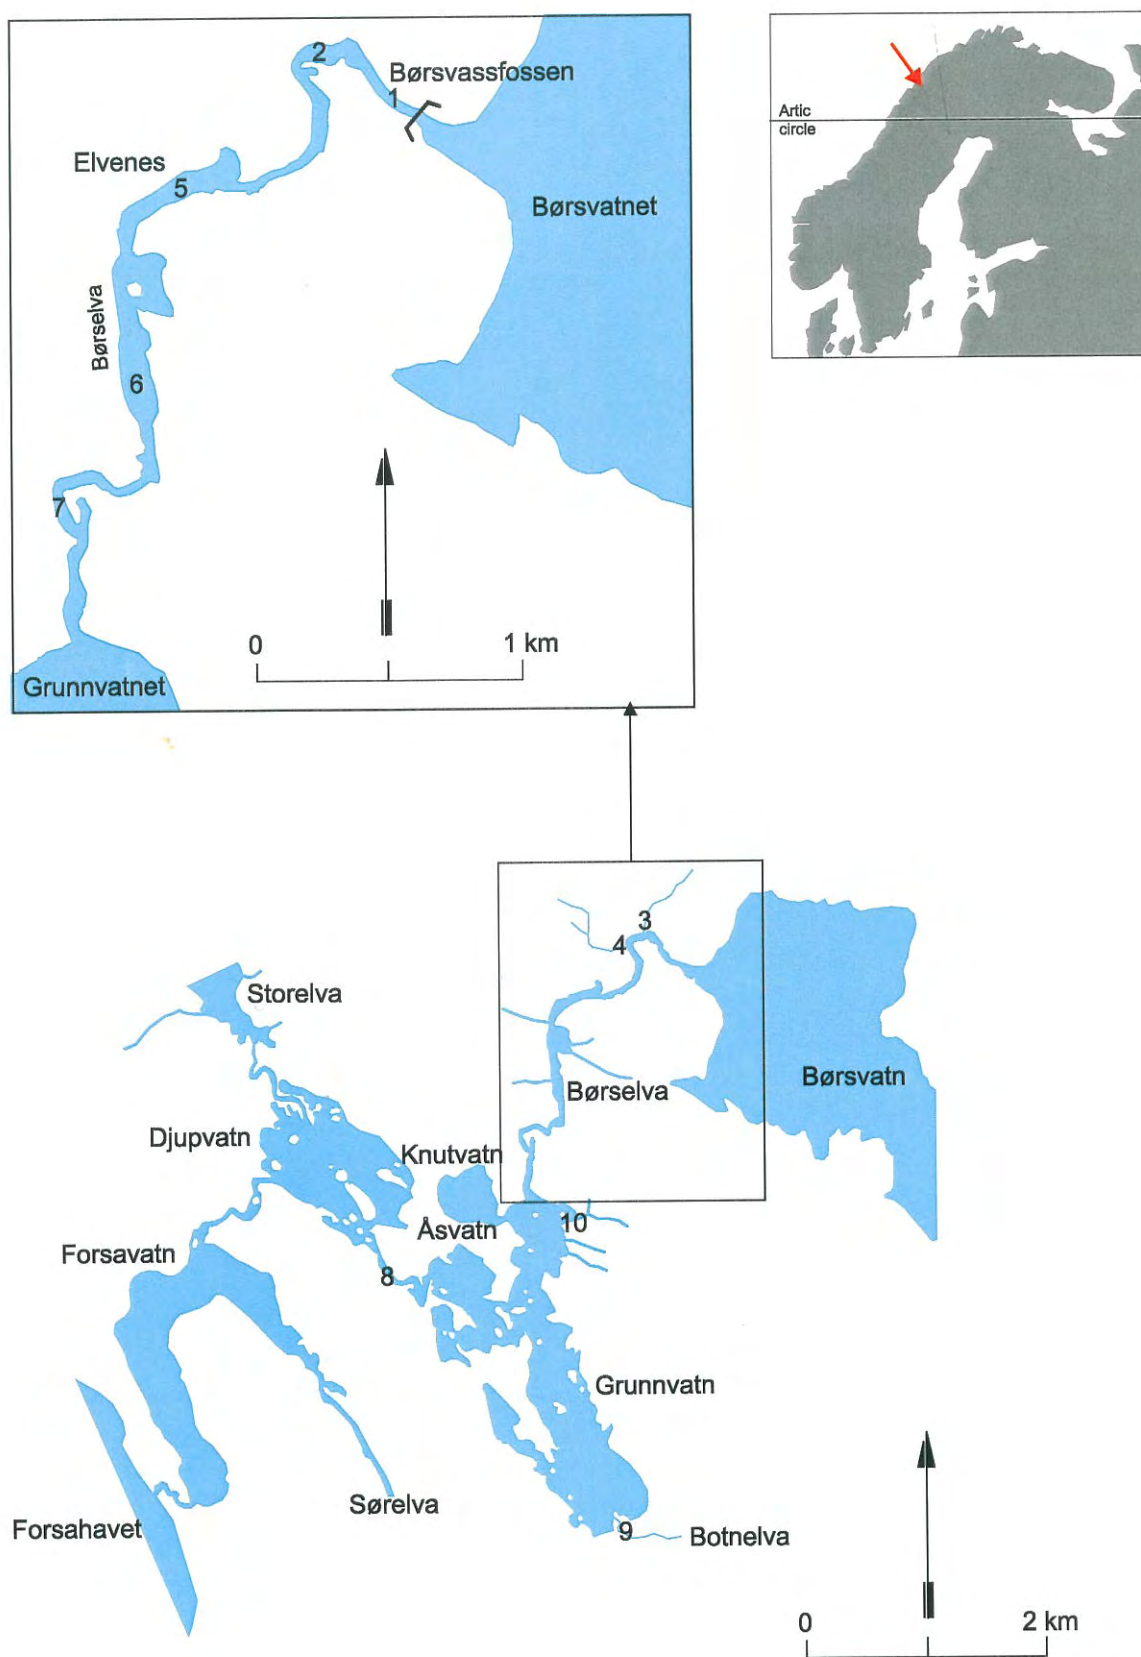 2
Børsvassfossen
1
Elvenes
5
Børsvatnet
Børselva
6
7
0
1 km
Grunnvatnet
Artic
circle
3
4
Storelva
Børsvatn
Børselva
Djupvatn
Knutvatn
10
Åsvatn
Forsavatn
8
Grunnvatn
Sørelva
Forsahavet
9
Botnelva
0
2 km